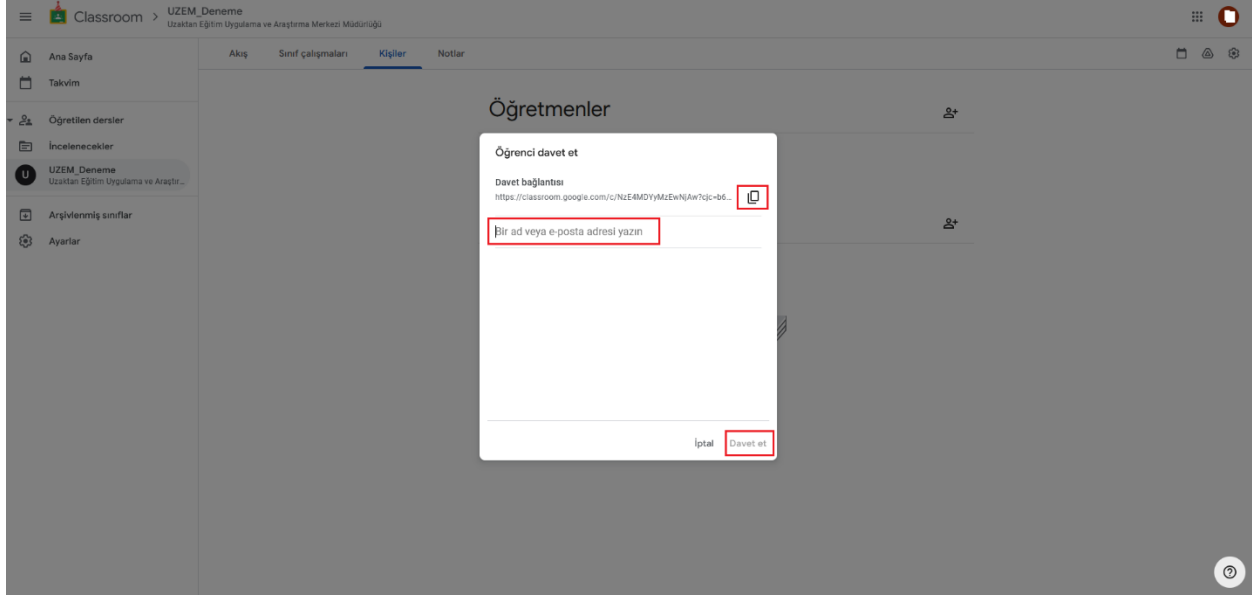 Classroom > UZEM_Deneme
Uzaktan Eğitim Uygulama ve Araştırma Merkezi Müdürlüğü
Ana Sayfa
Takvim
Öğretilen dersler
İncelenecekler
U
UZEM_Deneme
Uzaktan Eğitim Uygulama ve Araştır...
Arşivlenmiş sınıflar
Ayarlar
Akış Sınıf çalışmaları Kişiler Notlar
Öğretmenler
Öğrenci davet et
Davet bağlantısı
https://classroom.google.com/c/NzE4MDYyMzEwNjAw?cjc=b6...
Bir ad veya e-posta adresi yazın
İptal Davet et